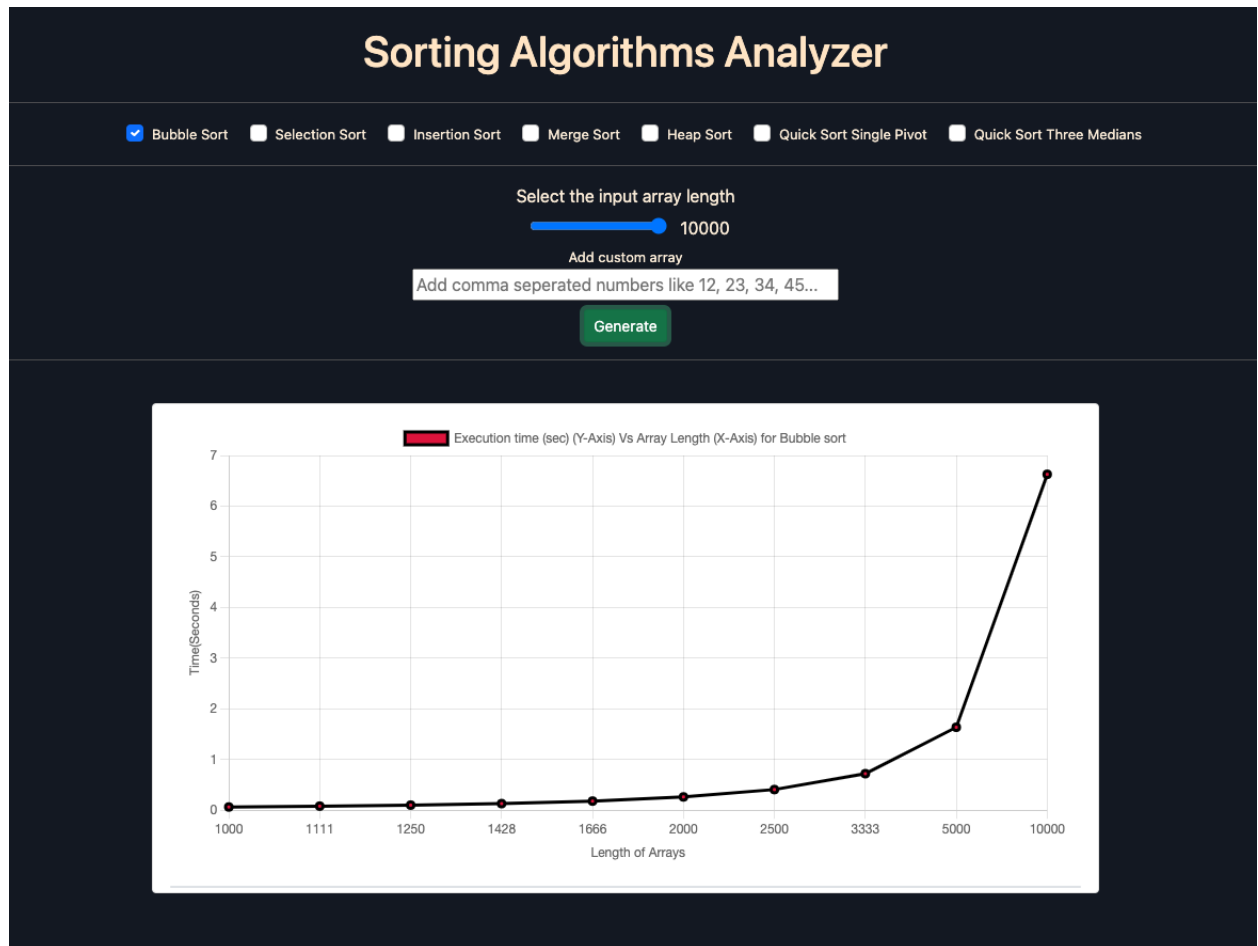 Sorting Algorithms Analyzer
Bubble Sort Selection Sort Insertion Sort Merge Sort Heap Sort Quick Sort Single Pivot Quick Sort Three Medians
Select the input array length
10000
Add custom array
Add comma seperated numbers like 12, 23, 34, 45...
Generate
Execution time (sec) (Y-Axis) Vs Array Length (X-Axis) for Bubble sort
7
6
5
4
3
2
1
0
Time(Seconds)
1000 1111 1250 1428 1666 2000 2500 3333 5000 10000
Length of Arrays